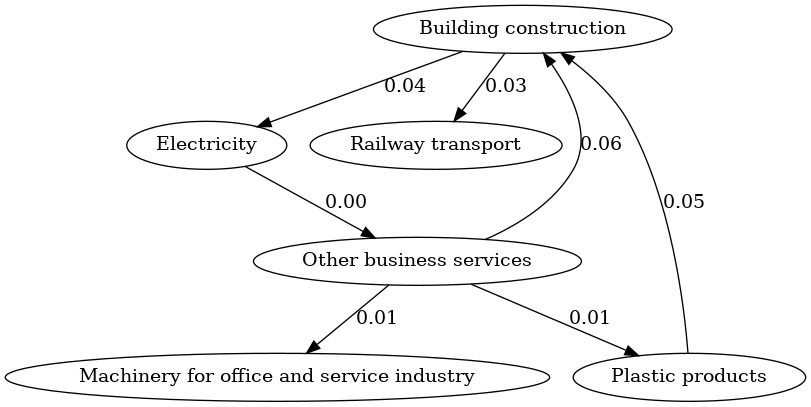 Building construction
0.04
0.03
Electricity
Railway transport
0.06
0.00
0.05
Other business services
0.01
0.01
Machinery for office and service industry
Plastic products